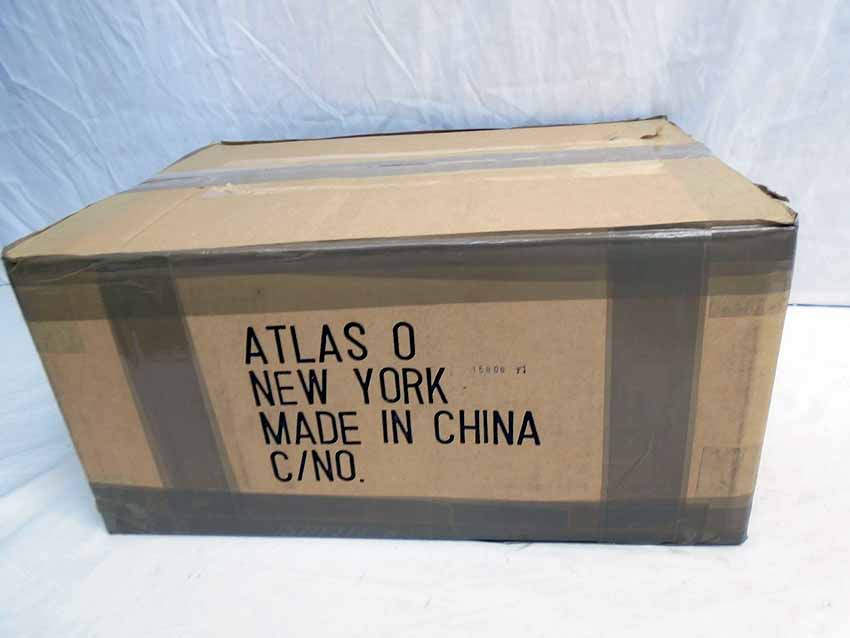 ATLAS O
NEW YORK
MADE IN CHINA
C/NO.